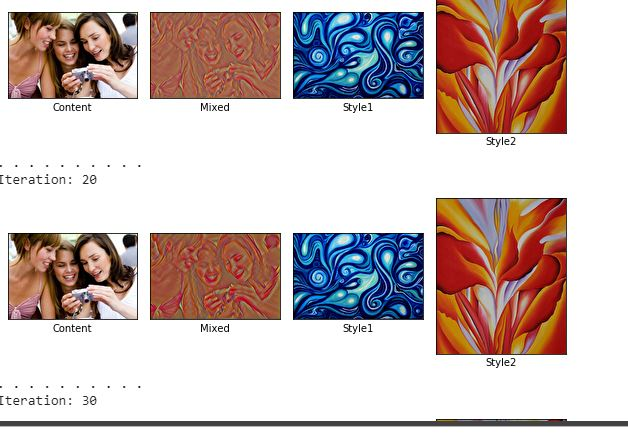 Content Mixed Style1
Style2
. . . . . . . . . .
Iteration: 20
Content Mixed Style1
Style2
. . . . . . . . . .
Iteration: 30